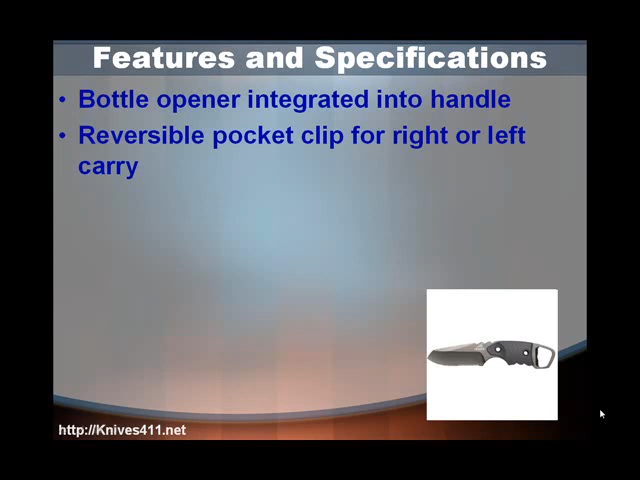 Features and Specifications
• Bottle opener integrated into handle
• Reversible pocket clip for right or left
carry
http://Knives411.net